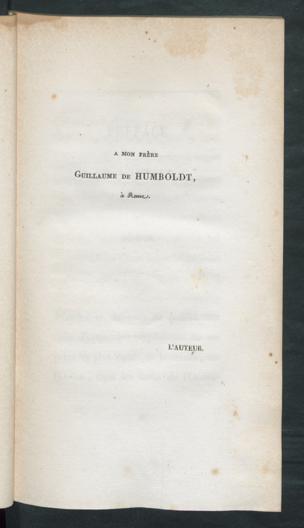 A MON FRÈRE
GUILLAUME DE HUMBOLDT,
à Rome.
L'AUTEUR.